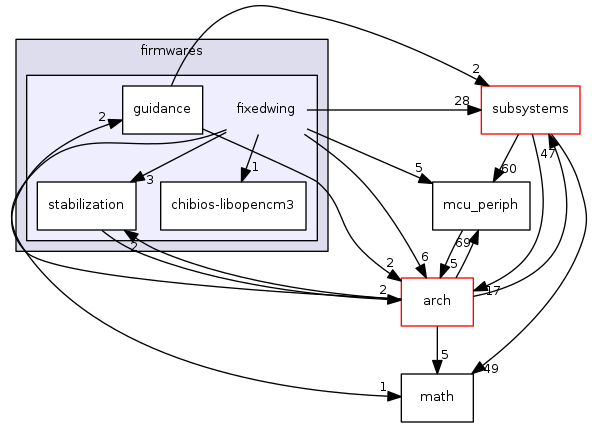 firmwares
2
guidance
fixedwing
28
subsystems
2
47
1
5
60
3
stabilization
chibios-libopencm3
mcu_periph
2
69
6
5
2
2
17
arch
5
49
1
math